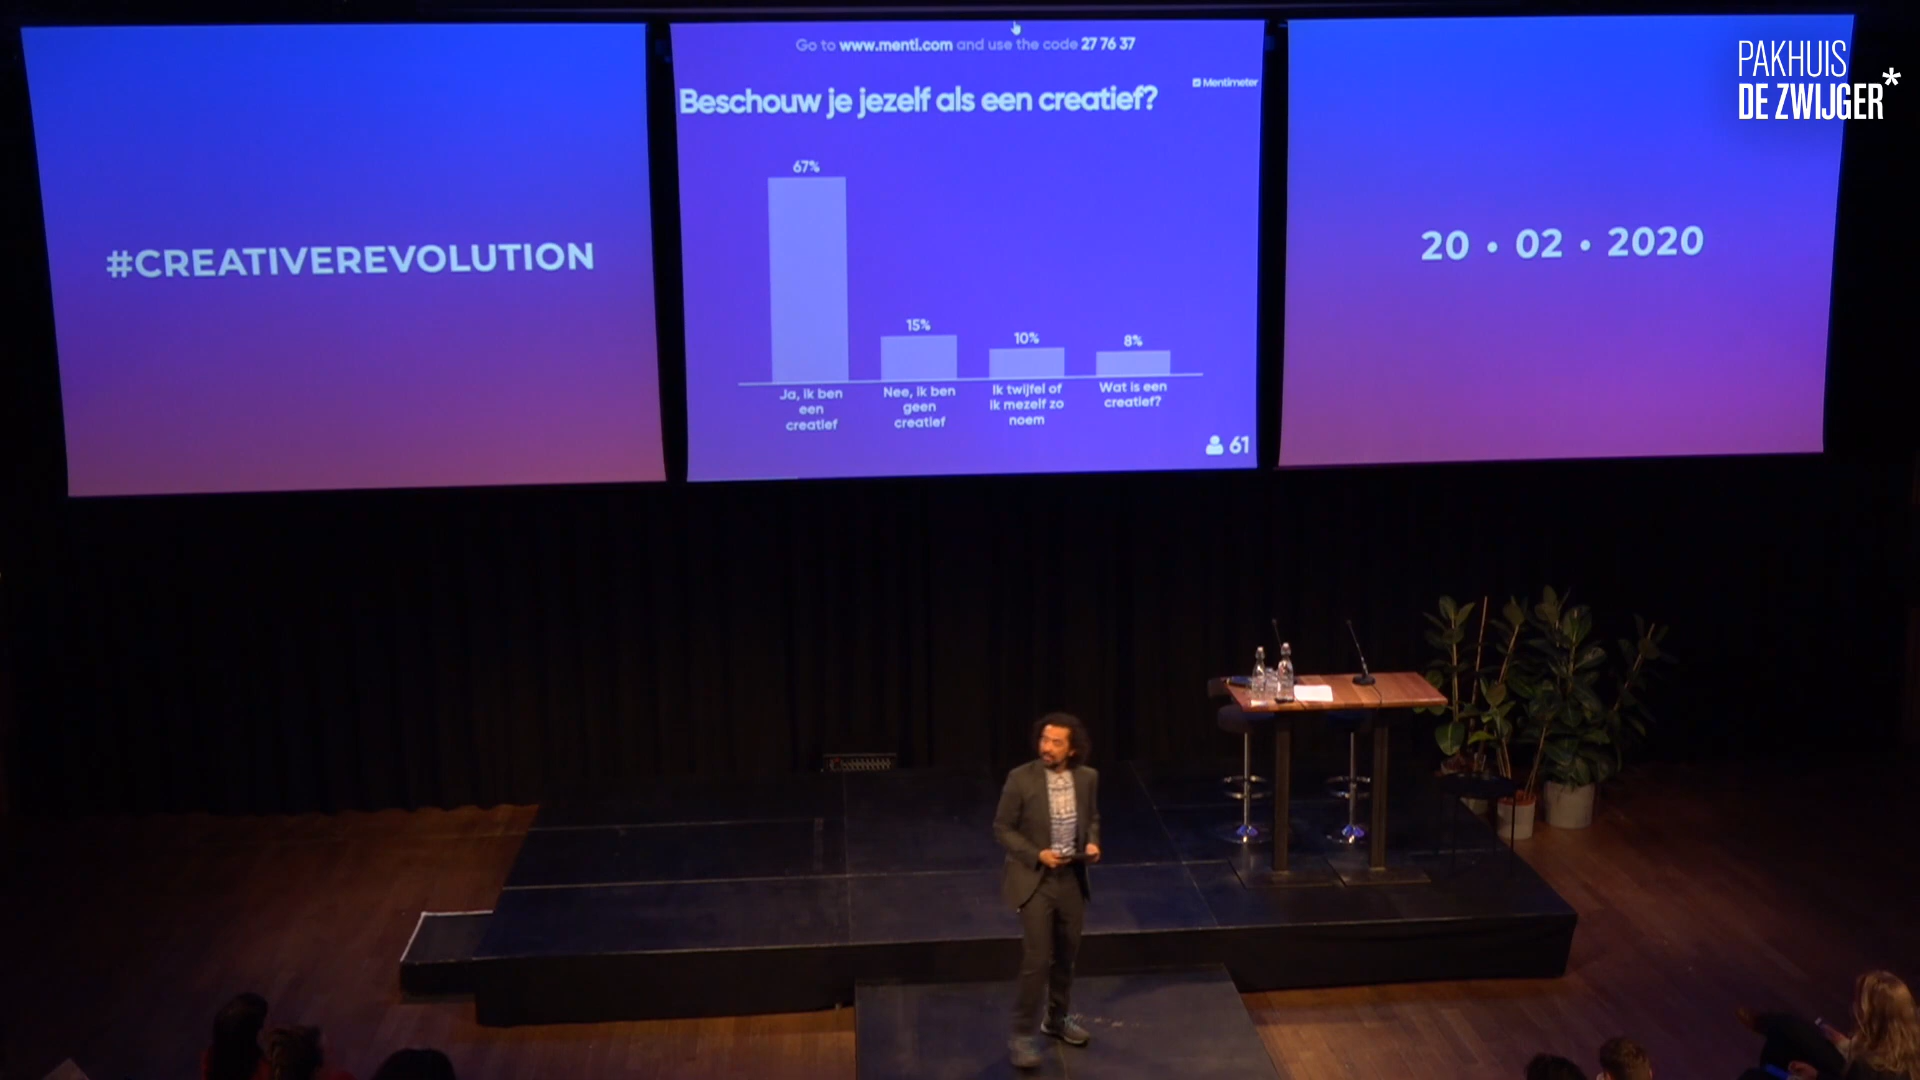 Go to www.menti.com and use the code 27 76 37
Mentimeter
PAKHUIS
DE ZWIJGER*
Beschouw je jezelf als een creatief?
67%
15%
10%
8%
#CREATIVEREVOLUTION
20 • 02 • 2020
Ja, ik ben
een
creatief
Nee, ik ben
geen
creatief
Ik twijfel of
ik mezelf zo
noem
Wat is een
creatief?
61